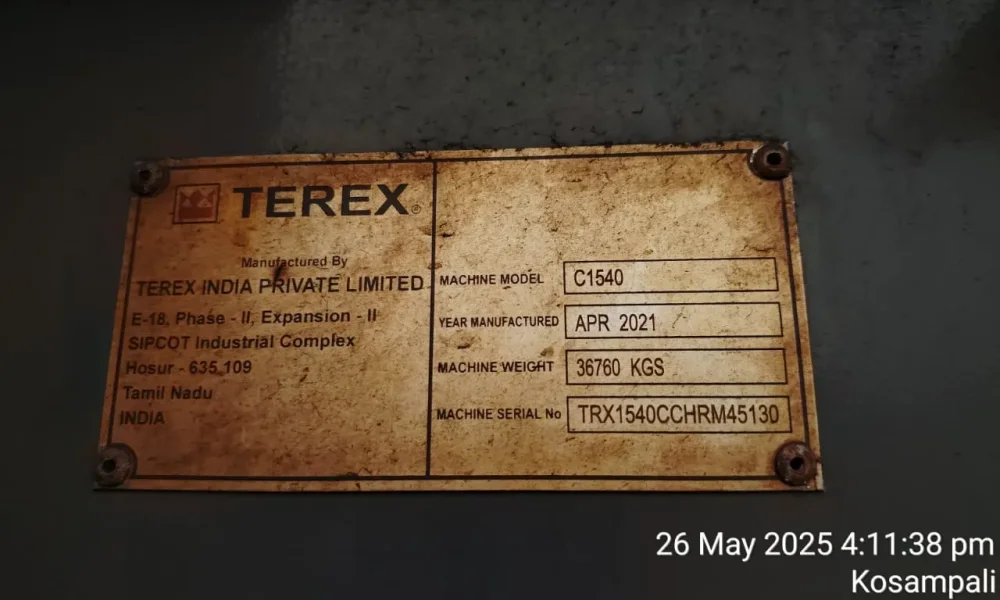 TEREX®
Manufactured By
TEREX INDIA PRIVATE LIMITED
E-18, Phase - II, Expansion - II
SIPCOT Industrial Complex
Hosur - 635 109
Tamil Nadu
INDIA
MACHINE MODEL C1540
YEAR MANUFACTURED APR 2021
MACHINE WEIGHT 36760 KGS
MACHINE SERIAL No TRX1540CCHRM45130
26 May 2025 4:11:38 pm
Kosampali